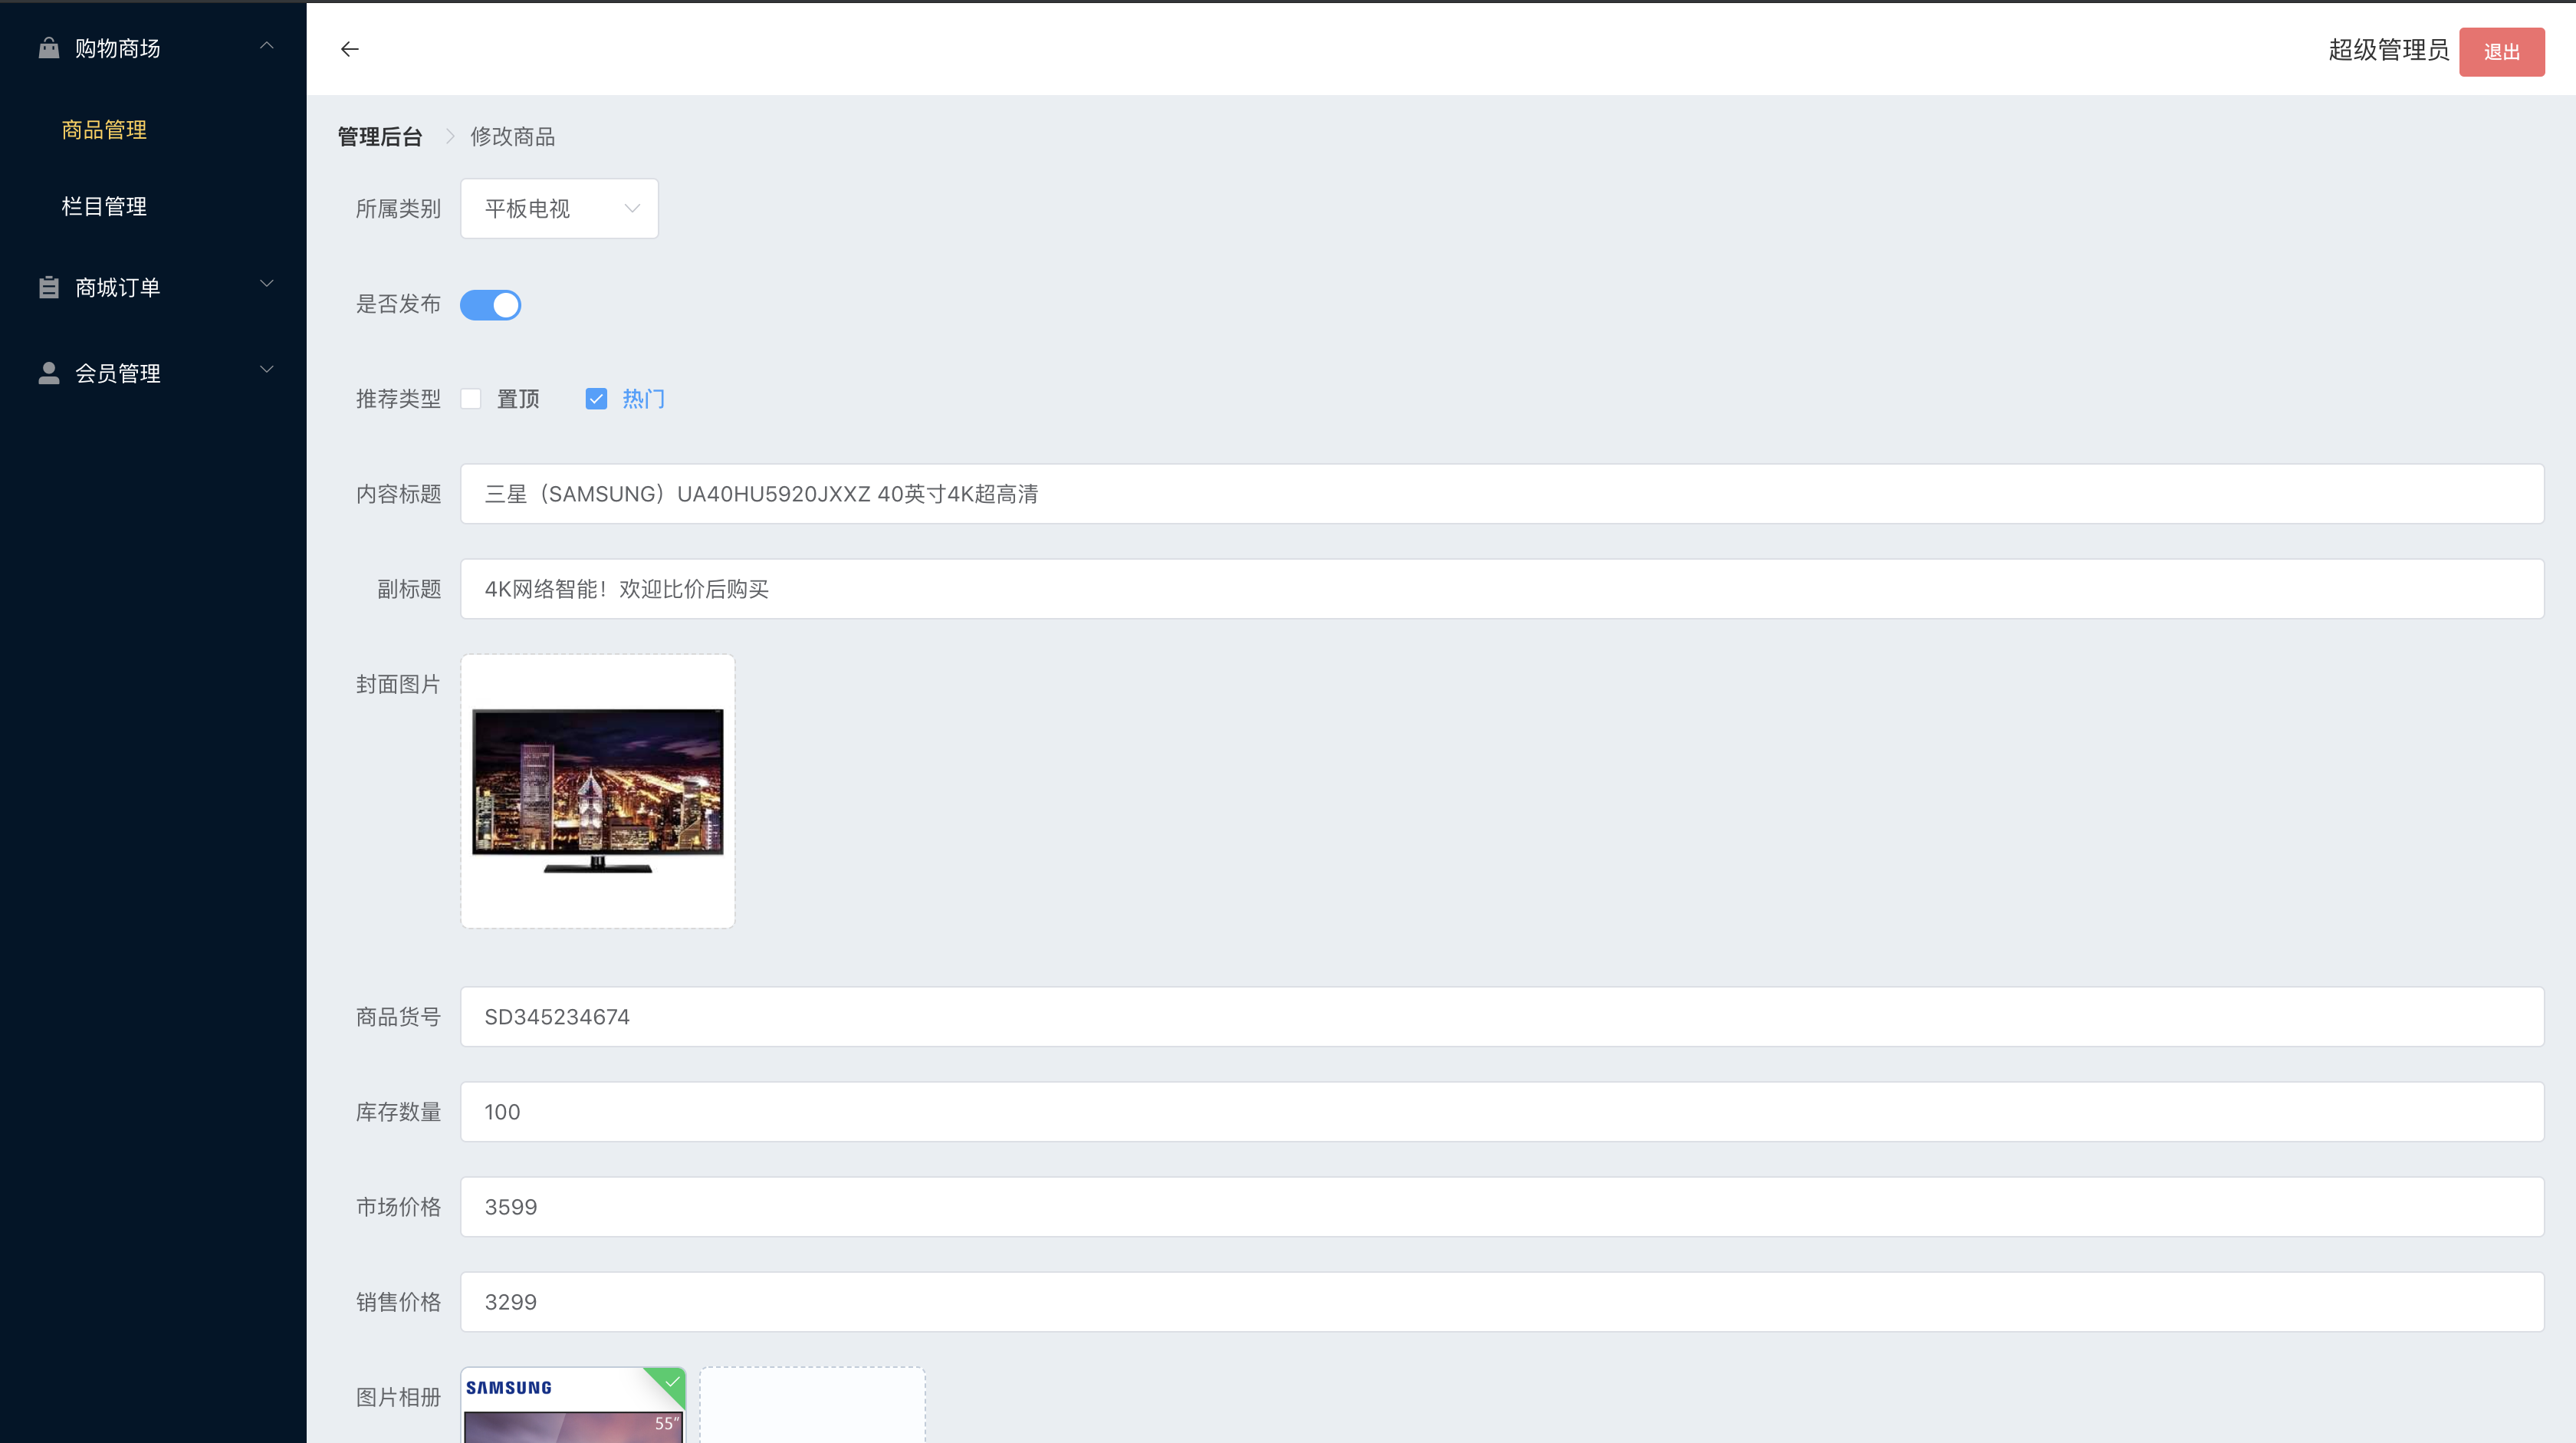 购物商场
商品管理
栏目管理
商城订单
会员管理
超级管理员 退出
管理后台 修改商品
所属类别 平板电视
是否发布
推荐类型 置顶 热门
内容标题 三星（SAMSUNG）UA40HU5920JXXZ 40英寸4K超高清
副标题 4K网络智能！欢迎比价后购买
封面图片
商品货号 SD345234674
库存数量 100
市场价格 3599
销售价格 3299
图片相册
SAMSUNG
55”